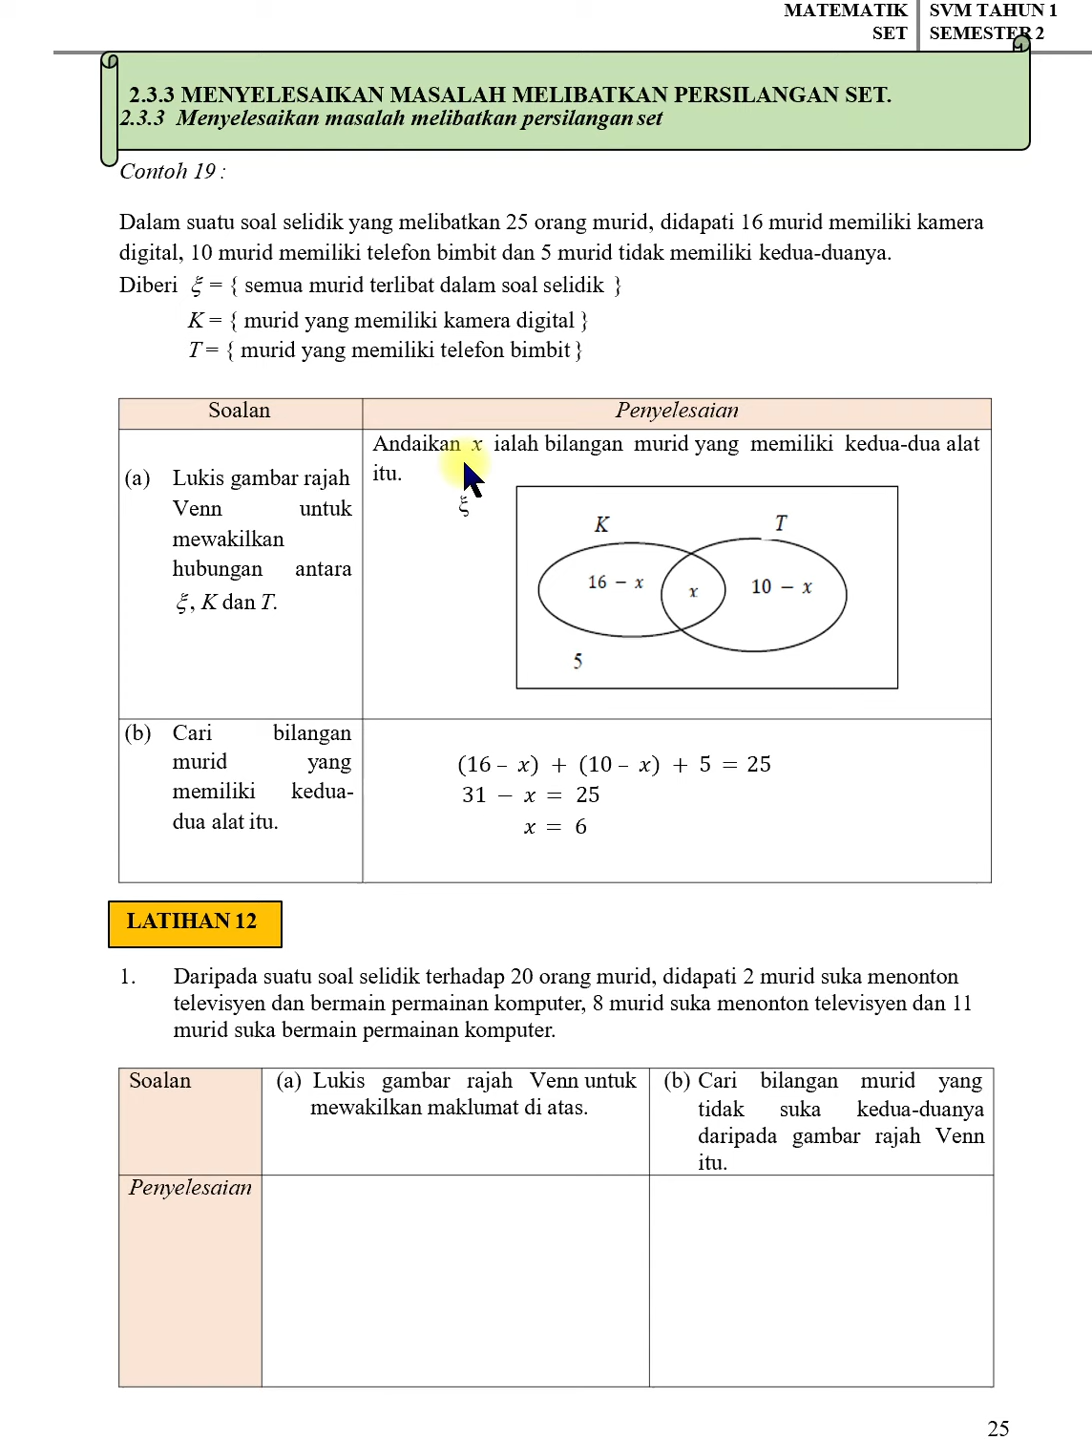 MATEMATIK SVM TAHUN 1
SET SEMESTER 2
2.3.3 MENYELESAIKAN MASALAH MELIBATKAN PERSILANGAN SET.
2.3.3 Menyelesaikan masalah melibatkan persilangan set
Contoh 19 :
Dalam suatu soal selidik yang melibatkan 25 orang murid, didapati 16 murid memiliki kamera
digital, 10 murid memiliki telefon bimbit dan 5 murid tidak memiliki kedua-duanya.
Diberi ξ = { semua murid terlibat dalam soal selidik }
K = { murid yang memiliki kamera digital }
T = { murid yang memiliki telefon bimbit }
Soalan
Penyelesaian
(a) Lukis gambar rajah
Venn untuk
mewakilkan
hubungan antara
ξ, K dan T.
Andaikan x ialah bilangan murid yang memiliki kedua-dua alat
itu.
ξ
K T
16 – x x 10 – x
5
(b) Cari bilangan
murid yang
memiliki kedua-
dua alat itu.
(16 – x) + (10 – x) + 5 = 25
31 – x = 25
x = 6
LATIHAN 12
1. Daripada suatu soal selidik terhadap 20 orang murid, didapati 2 murid suka menonton
televisyen dan bermain permainan komputer, 8 murid suka menonton televisyen dan 11
murid suka bermain permainan komputer.
Soalan
(a) Lukis gambar rajah Venn untuk
mewakilkan maklumat di atas.
(b) Cari bilangan murid yang
tidak suka kedua-duanya
daripada gambar rajah Venn
itu.
Penyelesaian
25